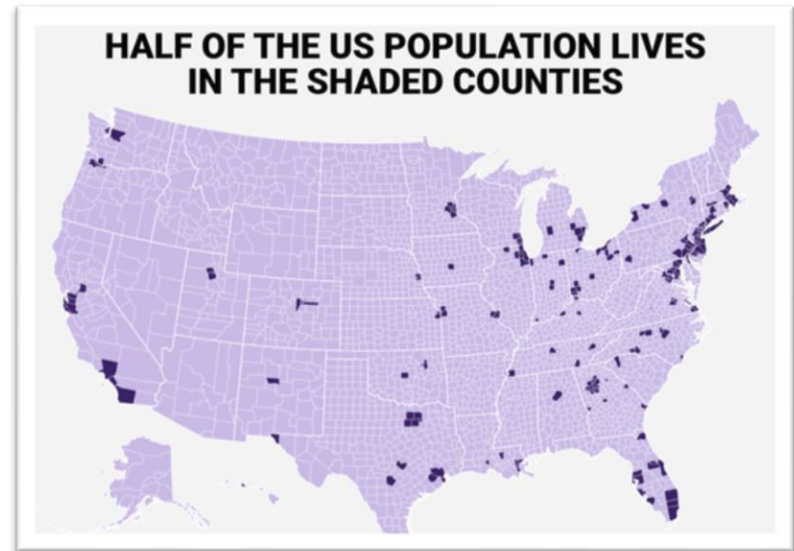 HALF OF THE US POPULATION LIVES
IN THE SHADED COUNTIES